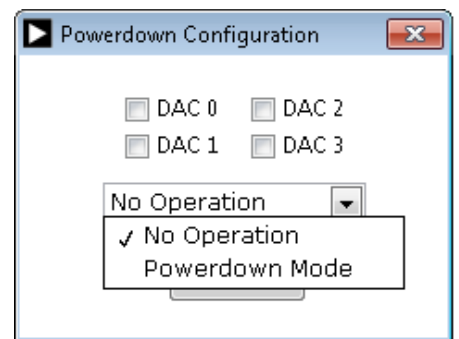 Powerdown Configuration
DAC 0 DAC 2
DAC 1 DAC 3
No Operation
No Operation
Powerdown Mode